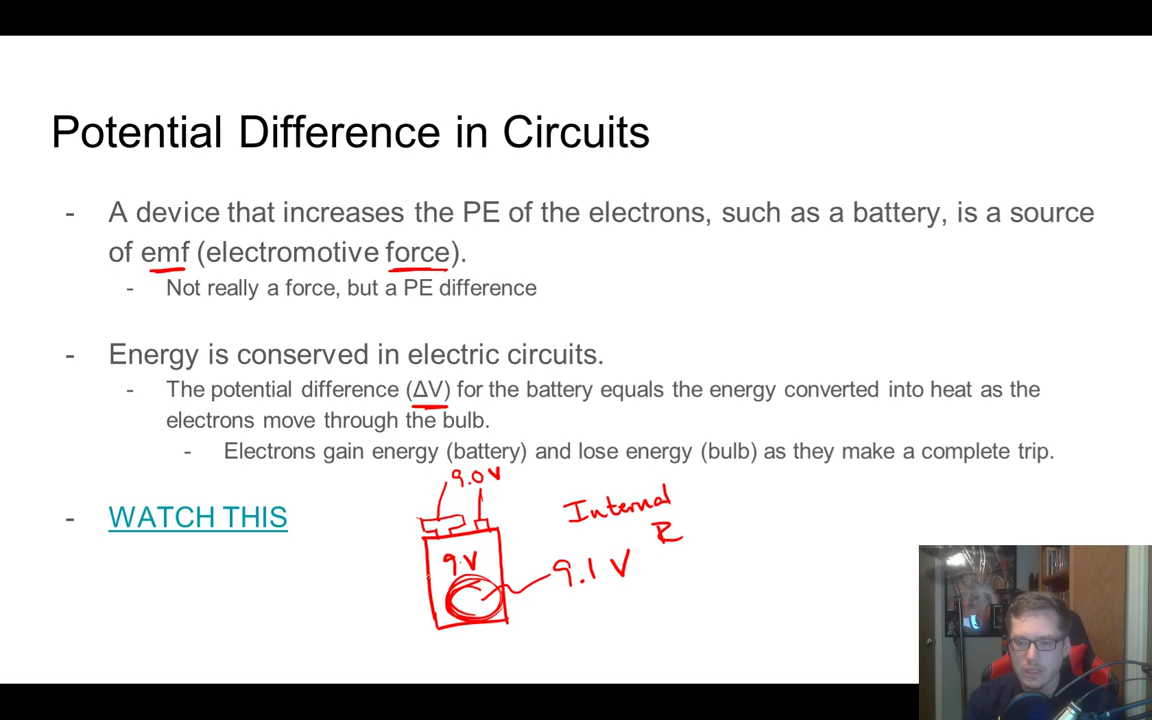 Potential Difference in Circuits
- A device that increases the PE of the electrons, such as a battery, is a source
of emf (electromotive force).
- Not really a force, but a PE difference
- Energy is conserved in electric circuits.
- The potential difference (ΔV) for the battery equals the energy converted into heat as the
electrons move through the bulb.
- Electrons gain energy (battery) and lose energy (bulb) as they make a complete trip.
- WATCH THIS
9.0V
Internal
R
9.V
9.1 V